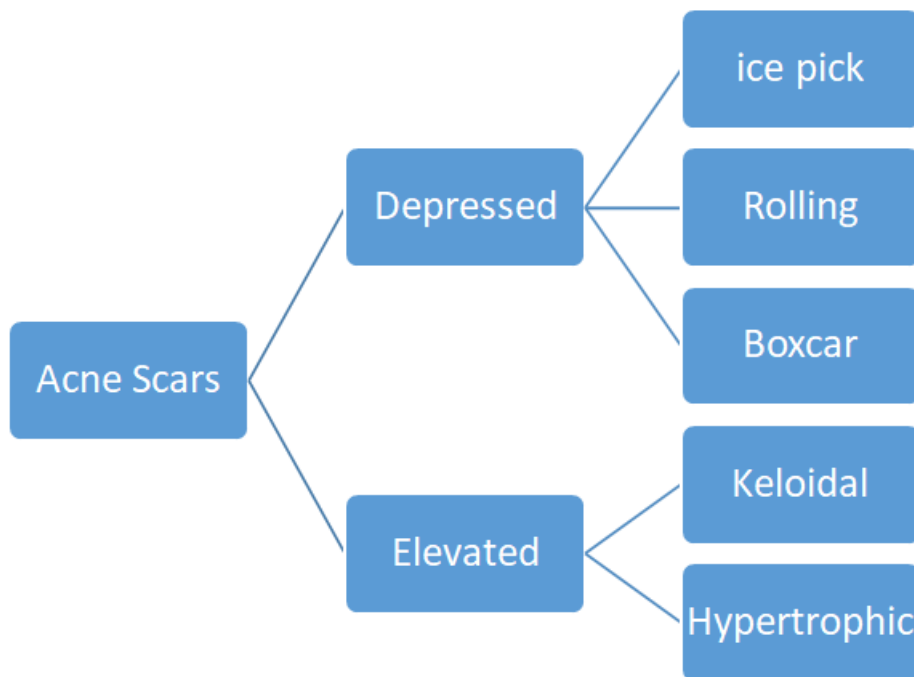 Acne Scars
Depressed
ice pick
Rolling
Boxcar
Elevated
Keloidal
Hypertrophic